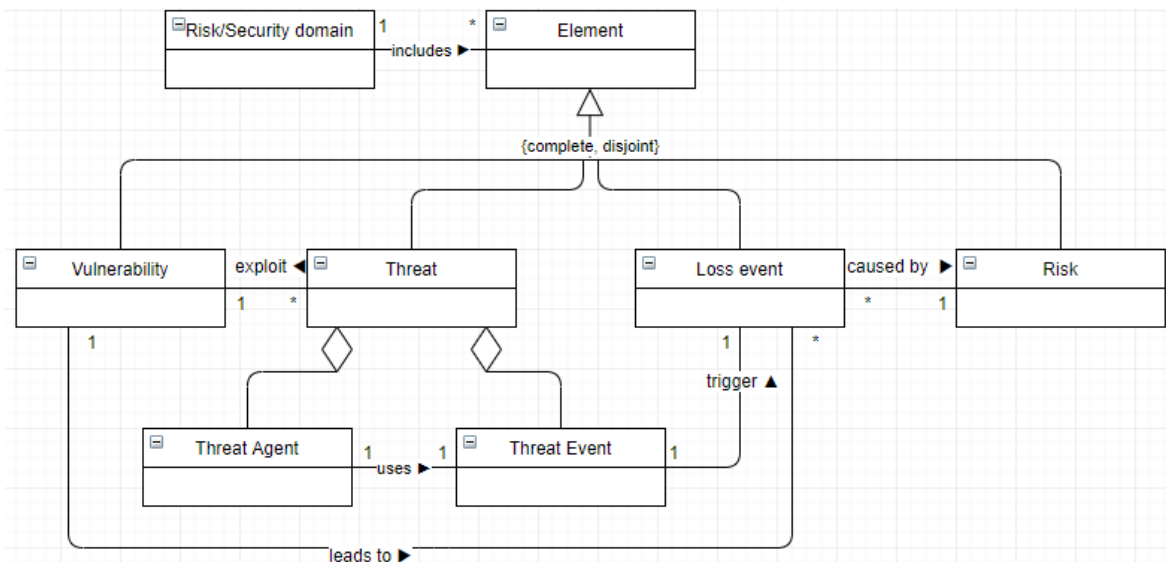 Risk/Security domain
1
*
Element
includes ►
{complete, disjoint}
Vulnerability
exploit ◄
Threat
Loss event
caused by ►
Risk
1
*
*
1
1
1
*
trigger ▲
Threat Agent
1
uses ►
1
Threat Event
1
leads to ►